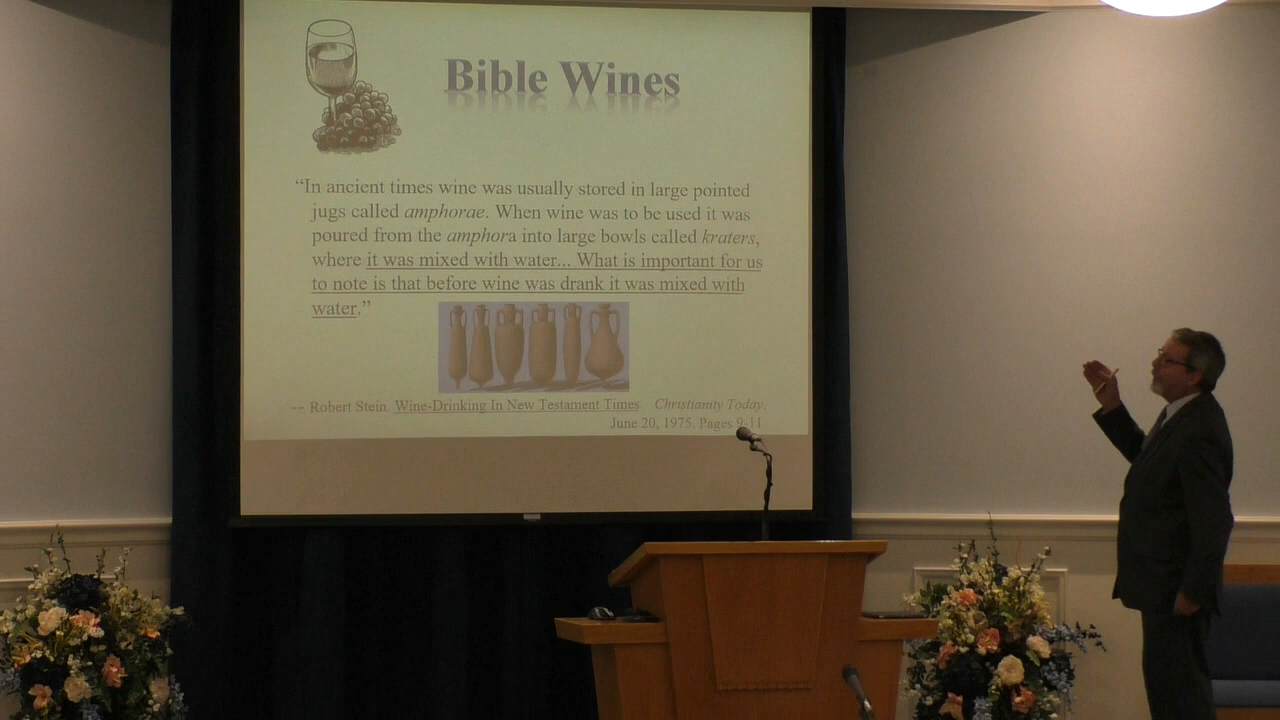 Bible Wines
“In ancient times wine was usually stored in large pointed
jugs called amphorae. When wine was to be used it was
poured from the amphora into large bowls called kraters,
where it was mixed with water... What is important for us
to note is that before wine was drank it was mixed with
water.”
-- Robert Stein. Wine-Drinking In New Testament Times Christianity Today,
June 20, 1975. Pages 9-11